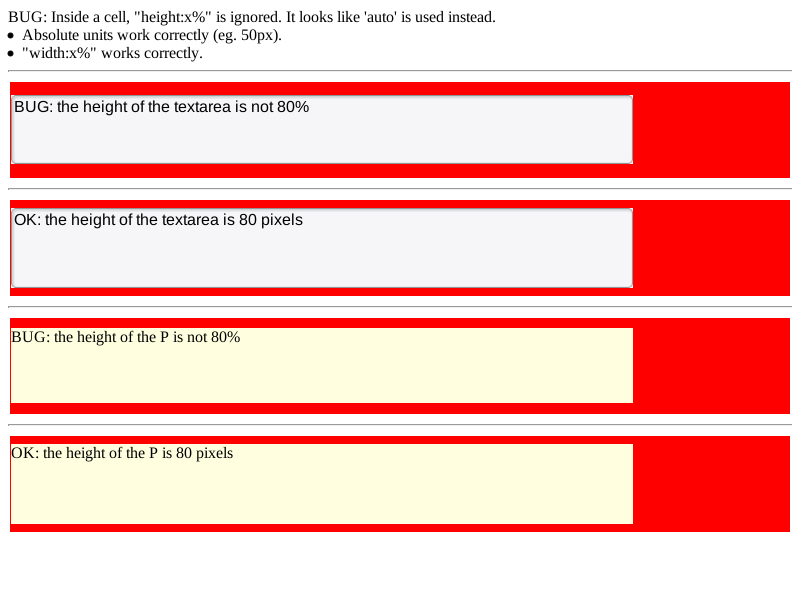 BUG: Inside a cell, "height:x%" is ignored. It looks like 'auto' is used instead.
• Absolute units work correctly (eg. 50px).
• "width:x%" works correctly.
BUG: the height of the textarea is not 80%
OK: the height of the textarea is 80 pixels
BUG: the height of the P is not 80%
OK: the height of the P is 80 pixels